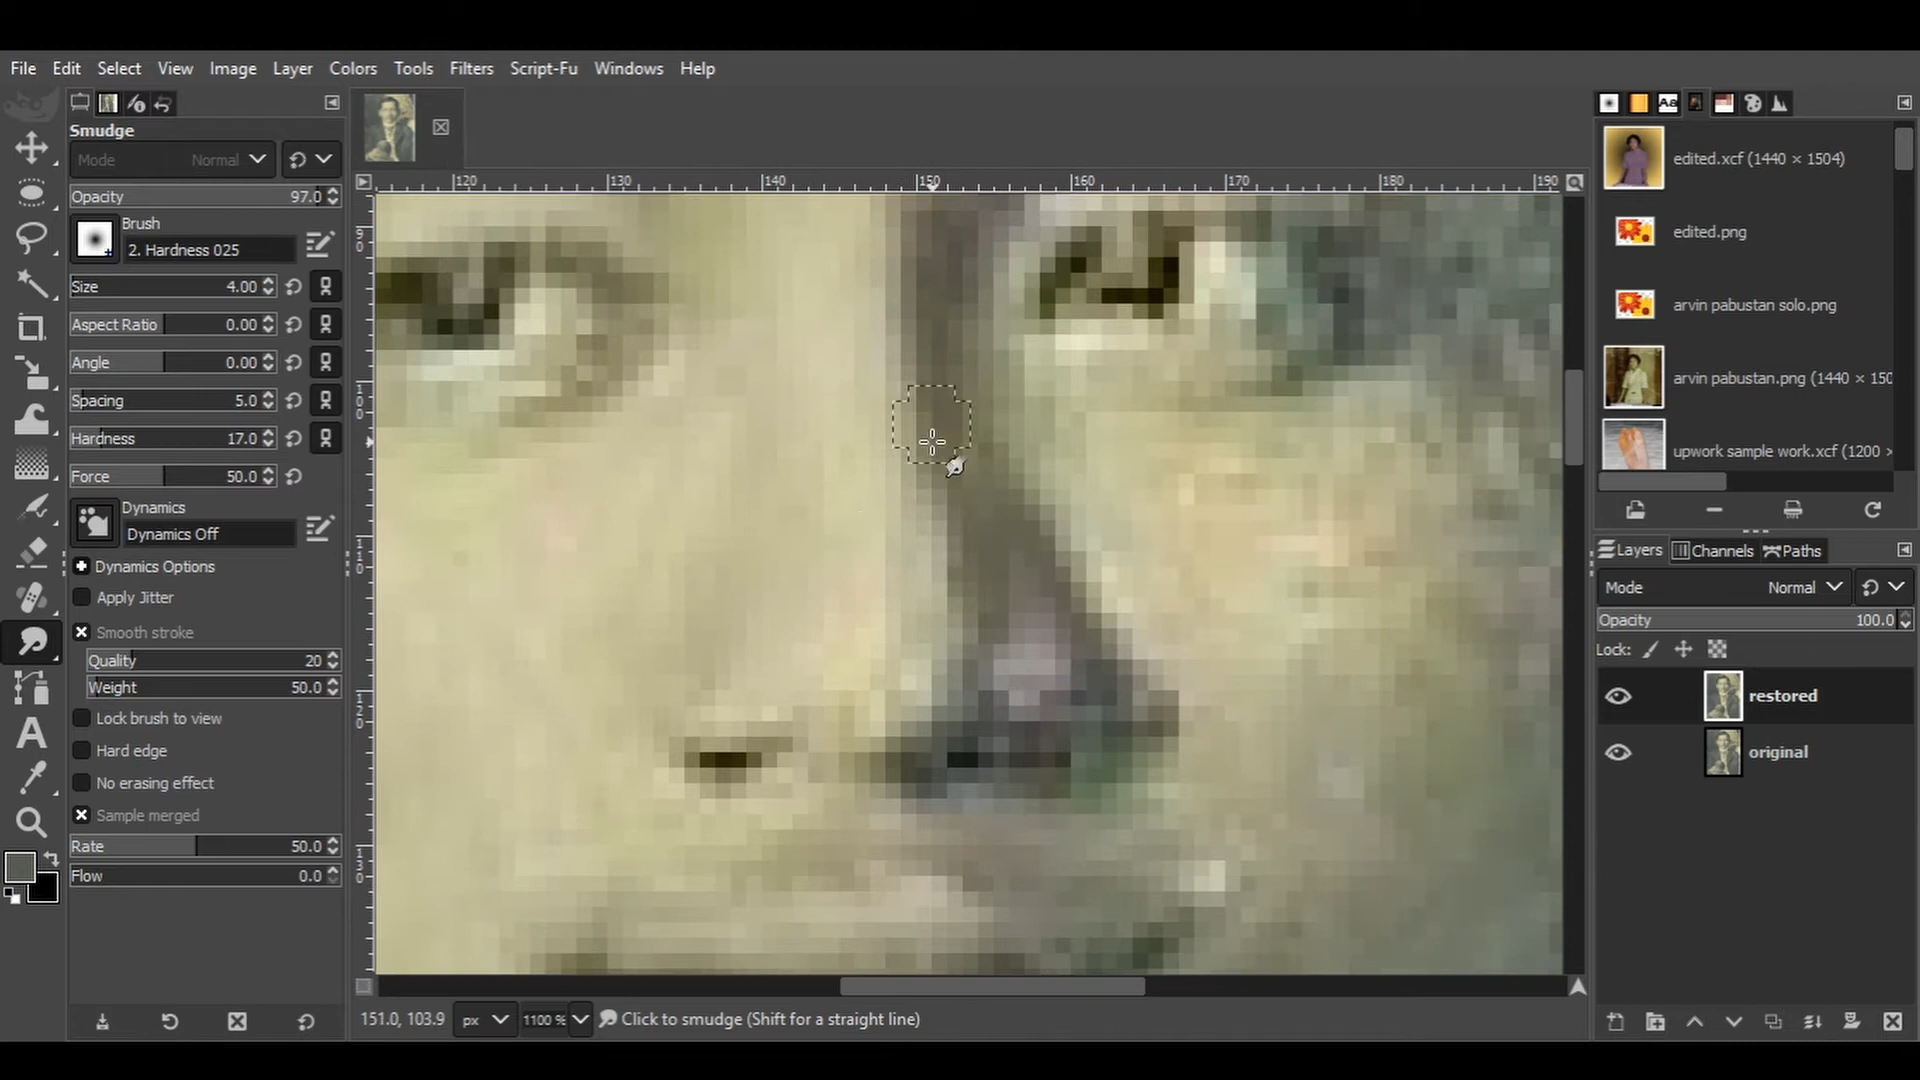 File Edit Select View Image Layer Colors Tools Filters Script-Fu Windows Help
Smudge
Mode Normal
Opacity 97.0
Brush
2. Hardness 025
Size 4.00
Aspect Ratio 0.00
Angle 0.00
Spacing 5.0
Hardness 17.0
Force 50.0
Dynamics
Dynamics Off
Dynamics Options
Apply Jitter
Smooth stroke
Quality 20
Weight 50.0
Lock brush to view
Hard edge
No erasing effect
Sample merged
Rate 50.0
Flow 0.0
120 130 140 150 160 170 180 190
90
100
110
120
130
151.0, 103.9 px 1100 % Click to smudge (Shift for a straight line)
Aa
edited.xcf (1440 × 1504)
edited.png
arvin pabustan solo.png
arvin pabustan.png (1440 × 150
upwork sample work.xcf (1200 ×
Layers Channels Paths
Mode Normal
Opacity 100.0
Lock:
restored
original